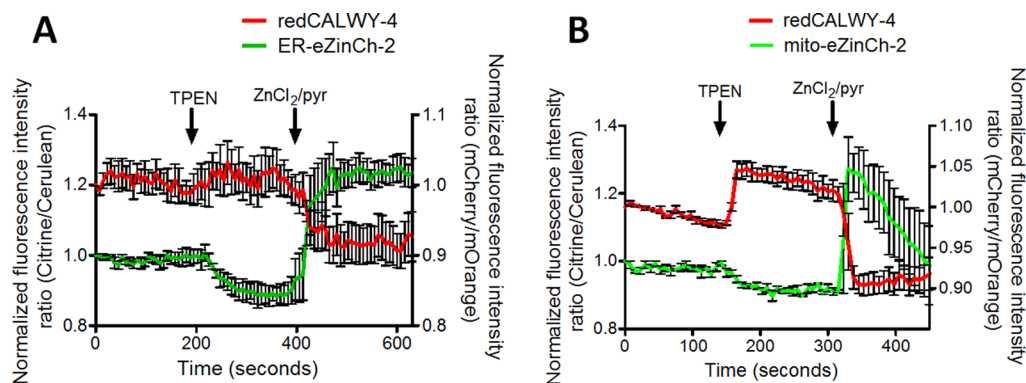 A
redCALWY-4
ER-eZinCh-2
Normalized fluorescence intensity
ratio (Citrine/Cerulean)
1.4
1.2
1.0
0.8
TPEN
ZnCl2/pyr
1.1
1.0
0.9
0.8
Normalized fluorescence intensity
ratio (mCherry/mOrange)
0
200
400
600
Time (seconds)
B
redCALWY-4
mito-eZinCh-2
Normalized fluorescence intensity
ratio (Citrine/Cerulean)
1.4
1.2
1.0
0.8
TPEN
ZnCl2/pyr
1.10
1.05
1.00
0.95
0.90
Normalized fluorescence intensity
ratio (mCherry/mOrange)
0
100
200
300
400
Time (seconds)